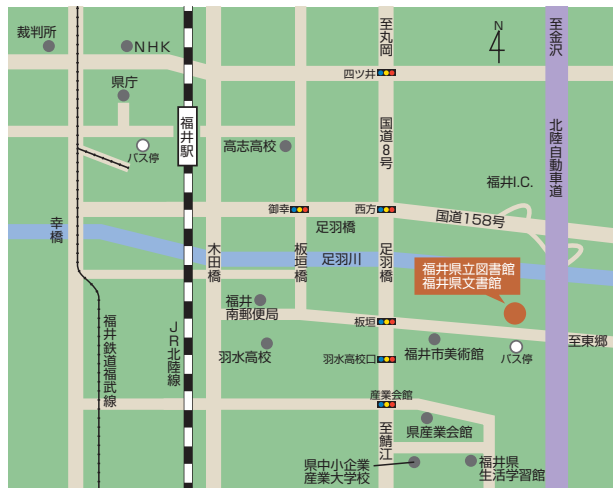 裁判所
NHK
県庁
バス停
福井駅
高志高校
至丸岡
N
至金沢
四ツ井
国道8号
北陸自動車道
福井I.C.
御幸
西方
国道158号
足羽橋
幸橋
木田橋
板垣橋
足羽川
足羽橋
福井県立図書館
福井県文書館
福井
南郵便局
板垣
至東郷
福井鉄道福武線
JR北陸線
羽水高校
羽水高校口
福井市美術館
バス停
産業会館
県産業会館
至鯖江
県中小企業
産業大学校
福井県
生活学習館